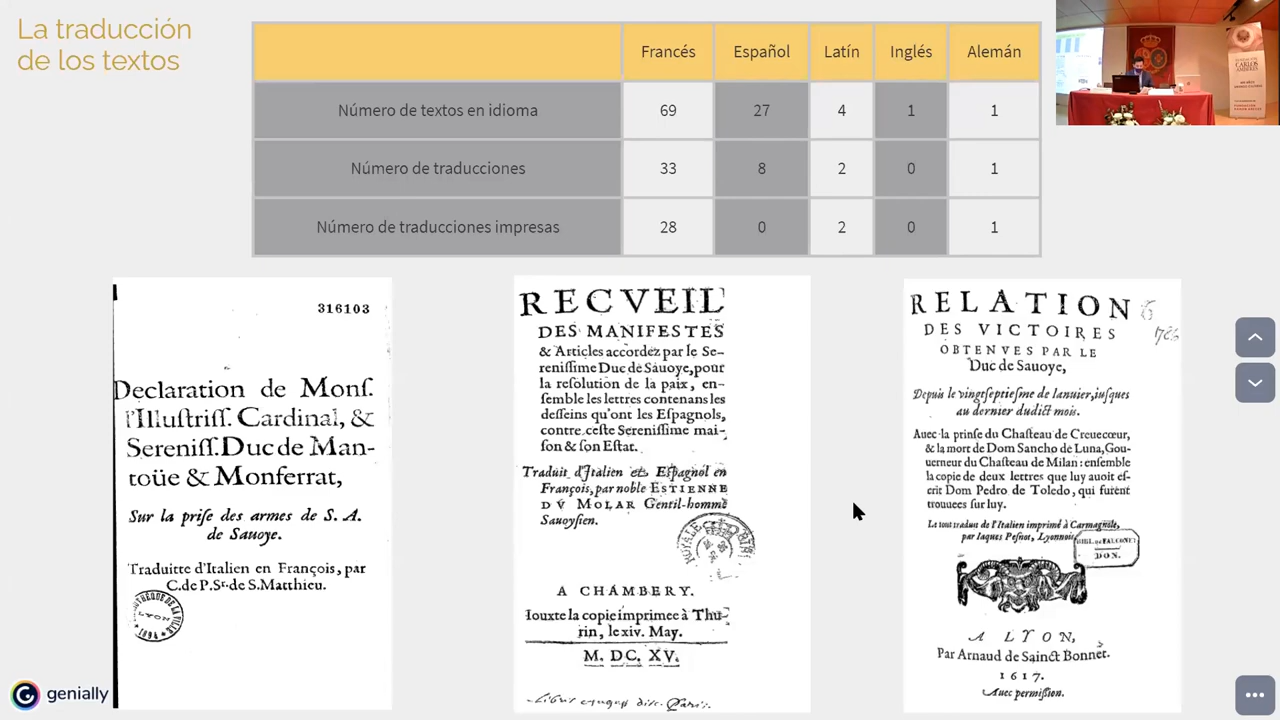 La traducción
de los textos
Francés Español Latín Inglés Alemán
Número de textos en idioma 69 27 4 1 1
Número de traducciones 33 8 2 0 1
Número de traducciones impresas 28 0 2 0 1
316103
Declaration de Monſ.
l'Illuſtriſſ. Cardinal, &
Sereniſſ. Duc de Man-
toüe & Monferrat,
Sur la priſe des armes de S. A.
de Sauoye.
Traduitte d'Italien en François, par
C. de P. Sr. de S. Matthieu.
LYON
1894
RECVEIL
DES MANIFESTES
& Articles accordez par le Se-
reniſſime Duc de Sauoye, pour
la reſolution de la paix, en-
ſemble les lettres contenans les
deſſeins qu'ont les Eſpagnols,
contre ceſte Sereniſſime mai-
ſon & ſon Eſtat.
Traduit d'Italien et Eſpagnol en
François, par noble ESTIENNE
DV MOLAR Gentil-homme
Sauoyſien.
A CHAMBERY.
Iouxte la copie imprimee à Thu-
rin, le xiv. May.
M. DC. XV.
RELATION
DES VICTOIRES
OBTENVES PAR LE
Duc de Sauoye,
Depuis le vingtſeptieſme de Ianuier, iuſques
au dernier dudict mois.
Auec la prinſe du Chaſteau de Creuecœur,
& la mort de Dom Sancho de Luna, Gou-
uerneur du Chaſteau de Milan: enſemble
la copie de deux lettres que luy auoit eſ-
crit Dom Pedro de Toledo, qui furent
trouuees ſur luy.
Le tout traduit de l'Italien imprimé à Carmagnole,
par Iaques Peſnot, Lyonnois.
BIBL. DE FALCONET
DON.
A LYON,
Par Arnaud de Sainct Bonnet.
1617.
Auec permiſſion.
genially
FUNDACIÓN
CARLOS
AMBERES